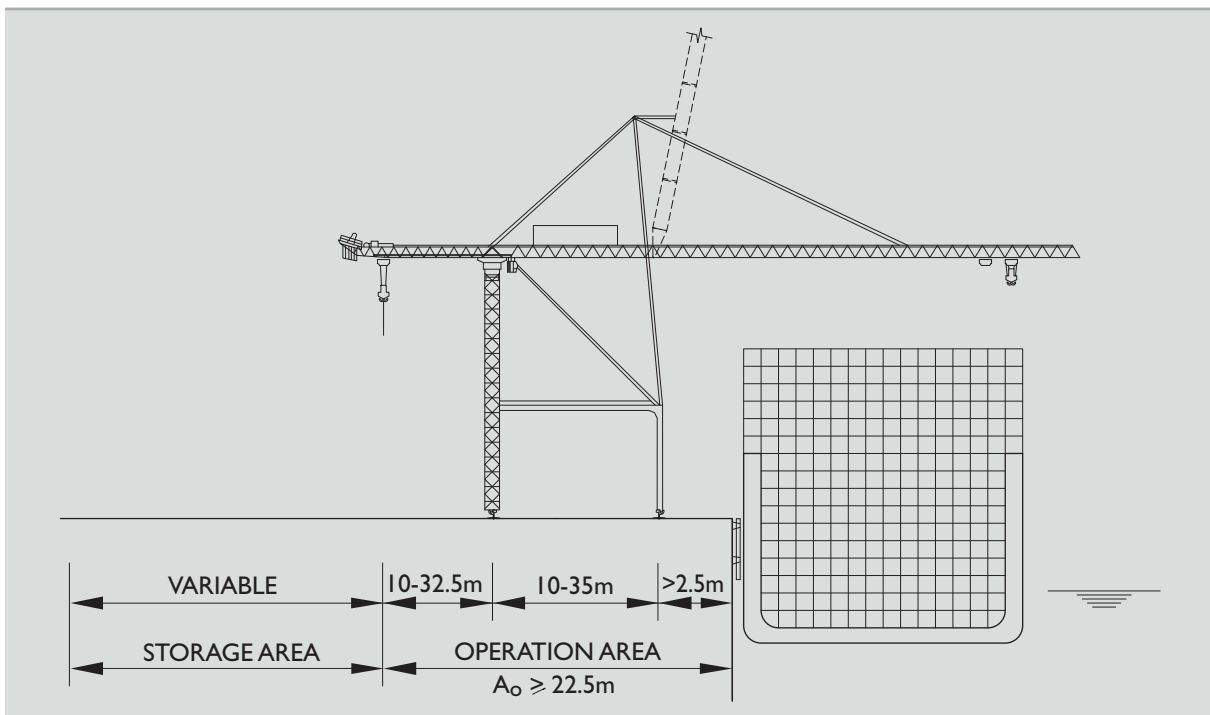 VARIABLE 10-32.5m 10-35m >2.5m
STORAGE AREA OPERATION AREA
Aₒ ⩾ 22.5m